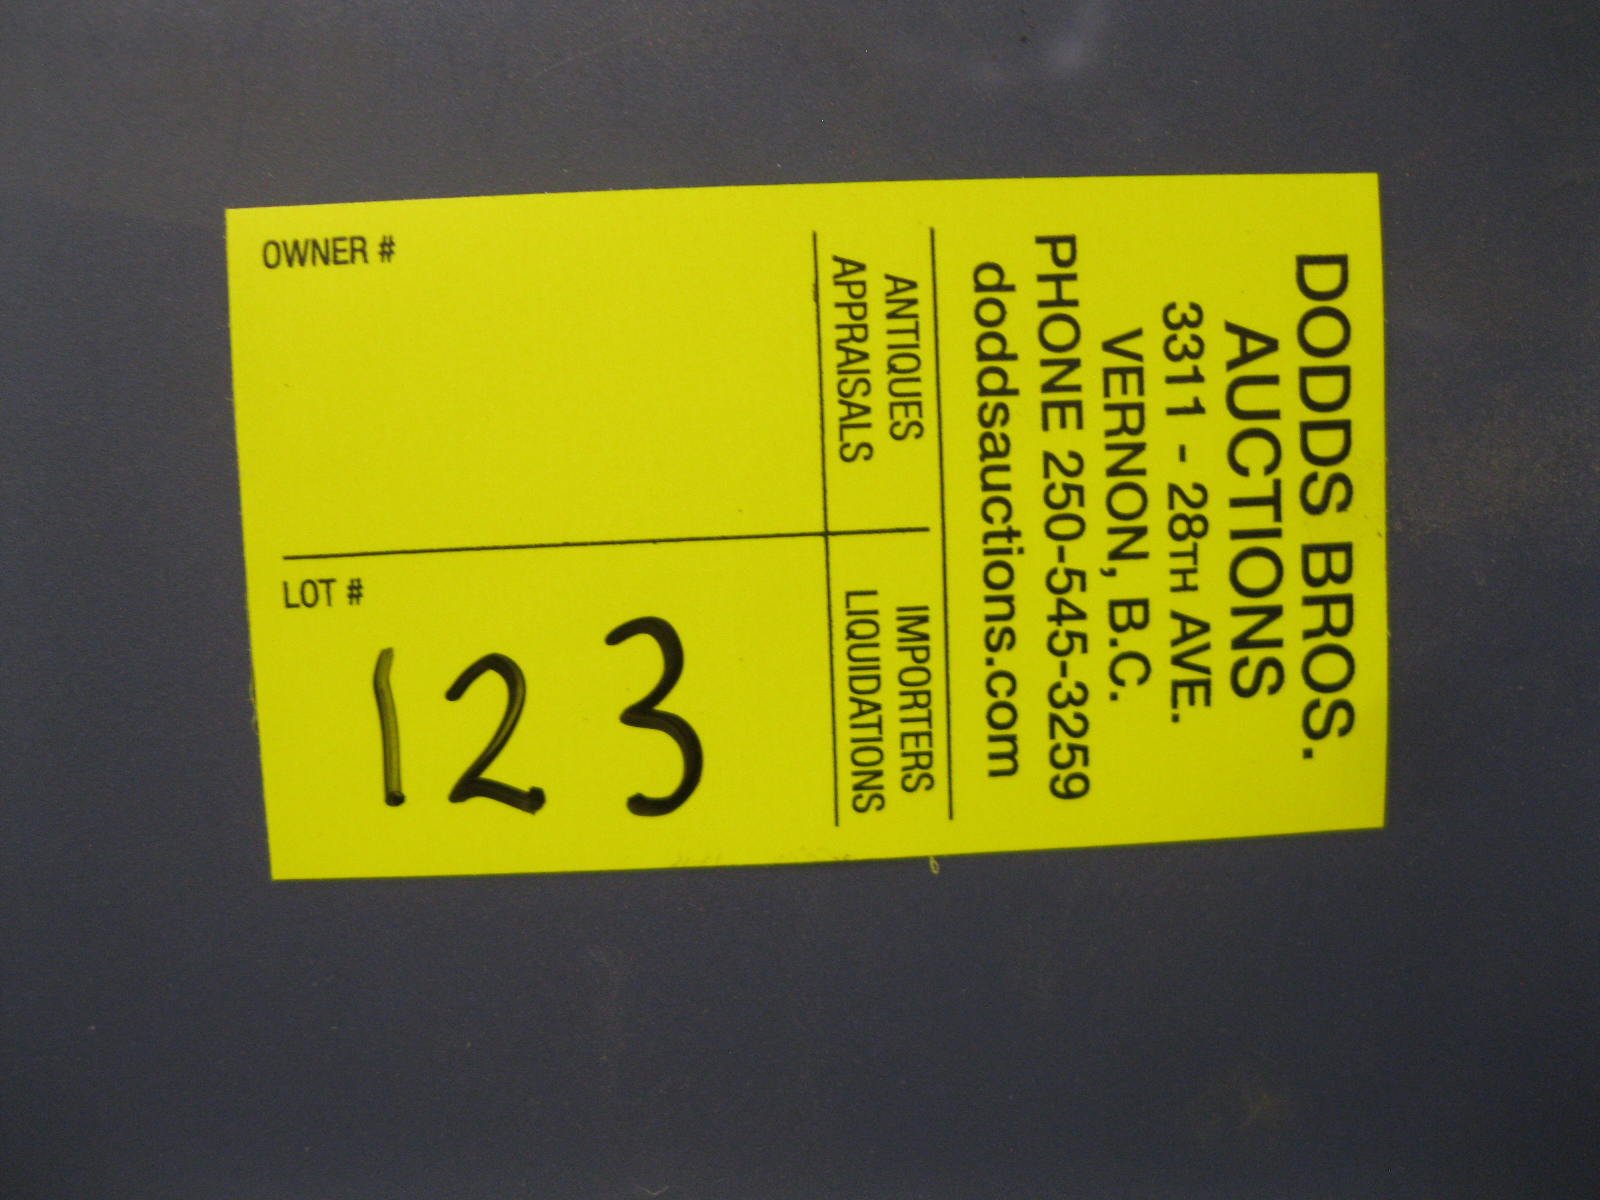 DODDS BROS.
AUCTIONS
3311 - 28TH AVE.
VERNON, B.C.
PHONE 250-545-3259
doddsauctions.com
ANTIQUES
APPRAISALS
IMPORTERS
LIQUIDATIONS
OWNER #
LOT #
123